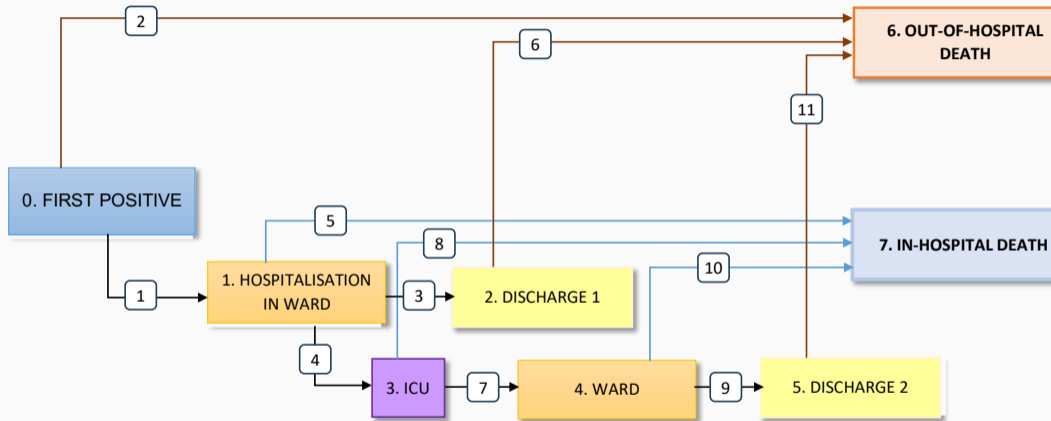 2
6. OUT-OF-HOSPITAL
DEATH
6
11
0. FIRST POSITIVE
5
8
7. IN-HOSPITAL DEATH
10
1. HOSPITALISATION
IN WARD
1
3
2. DISCHARGE 1
4
3. ICU
7
4. WARD
9
5. DISCHARGE 2